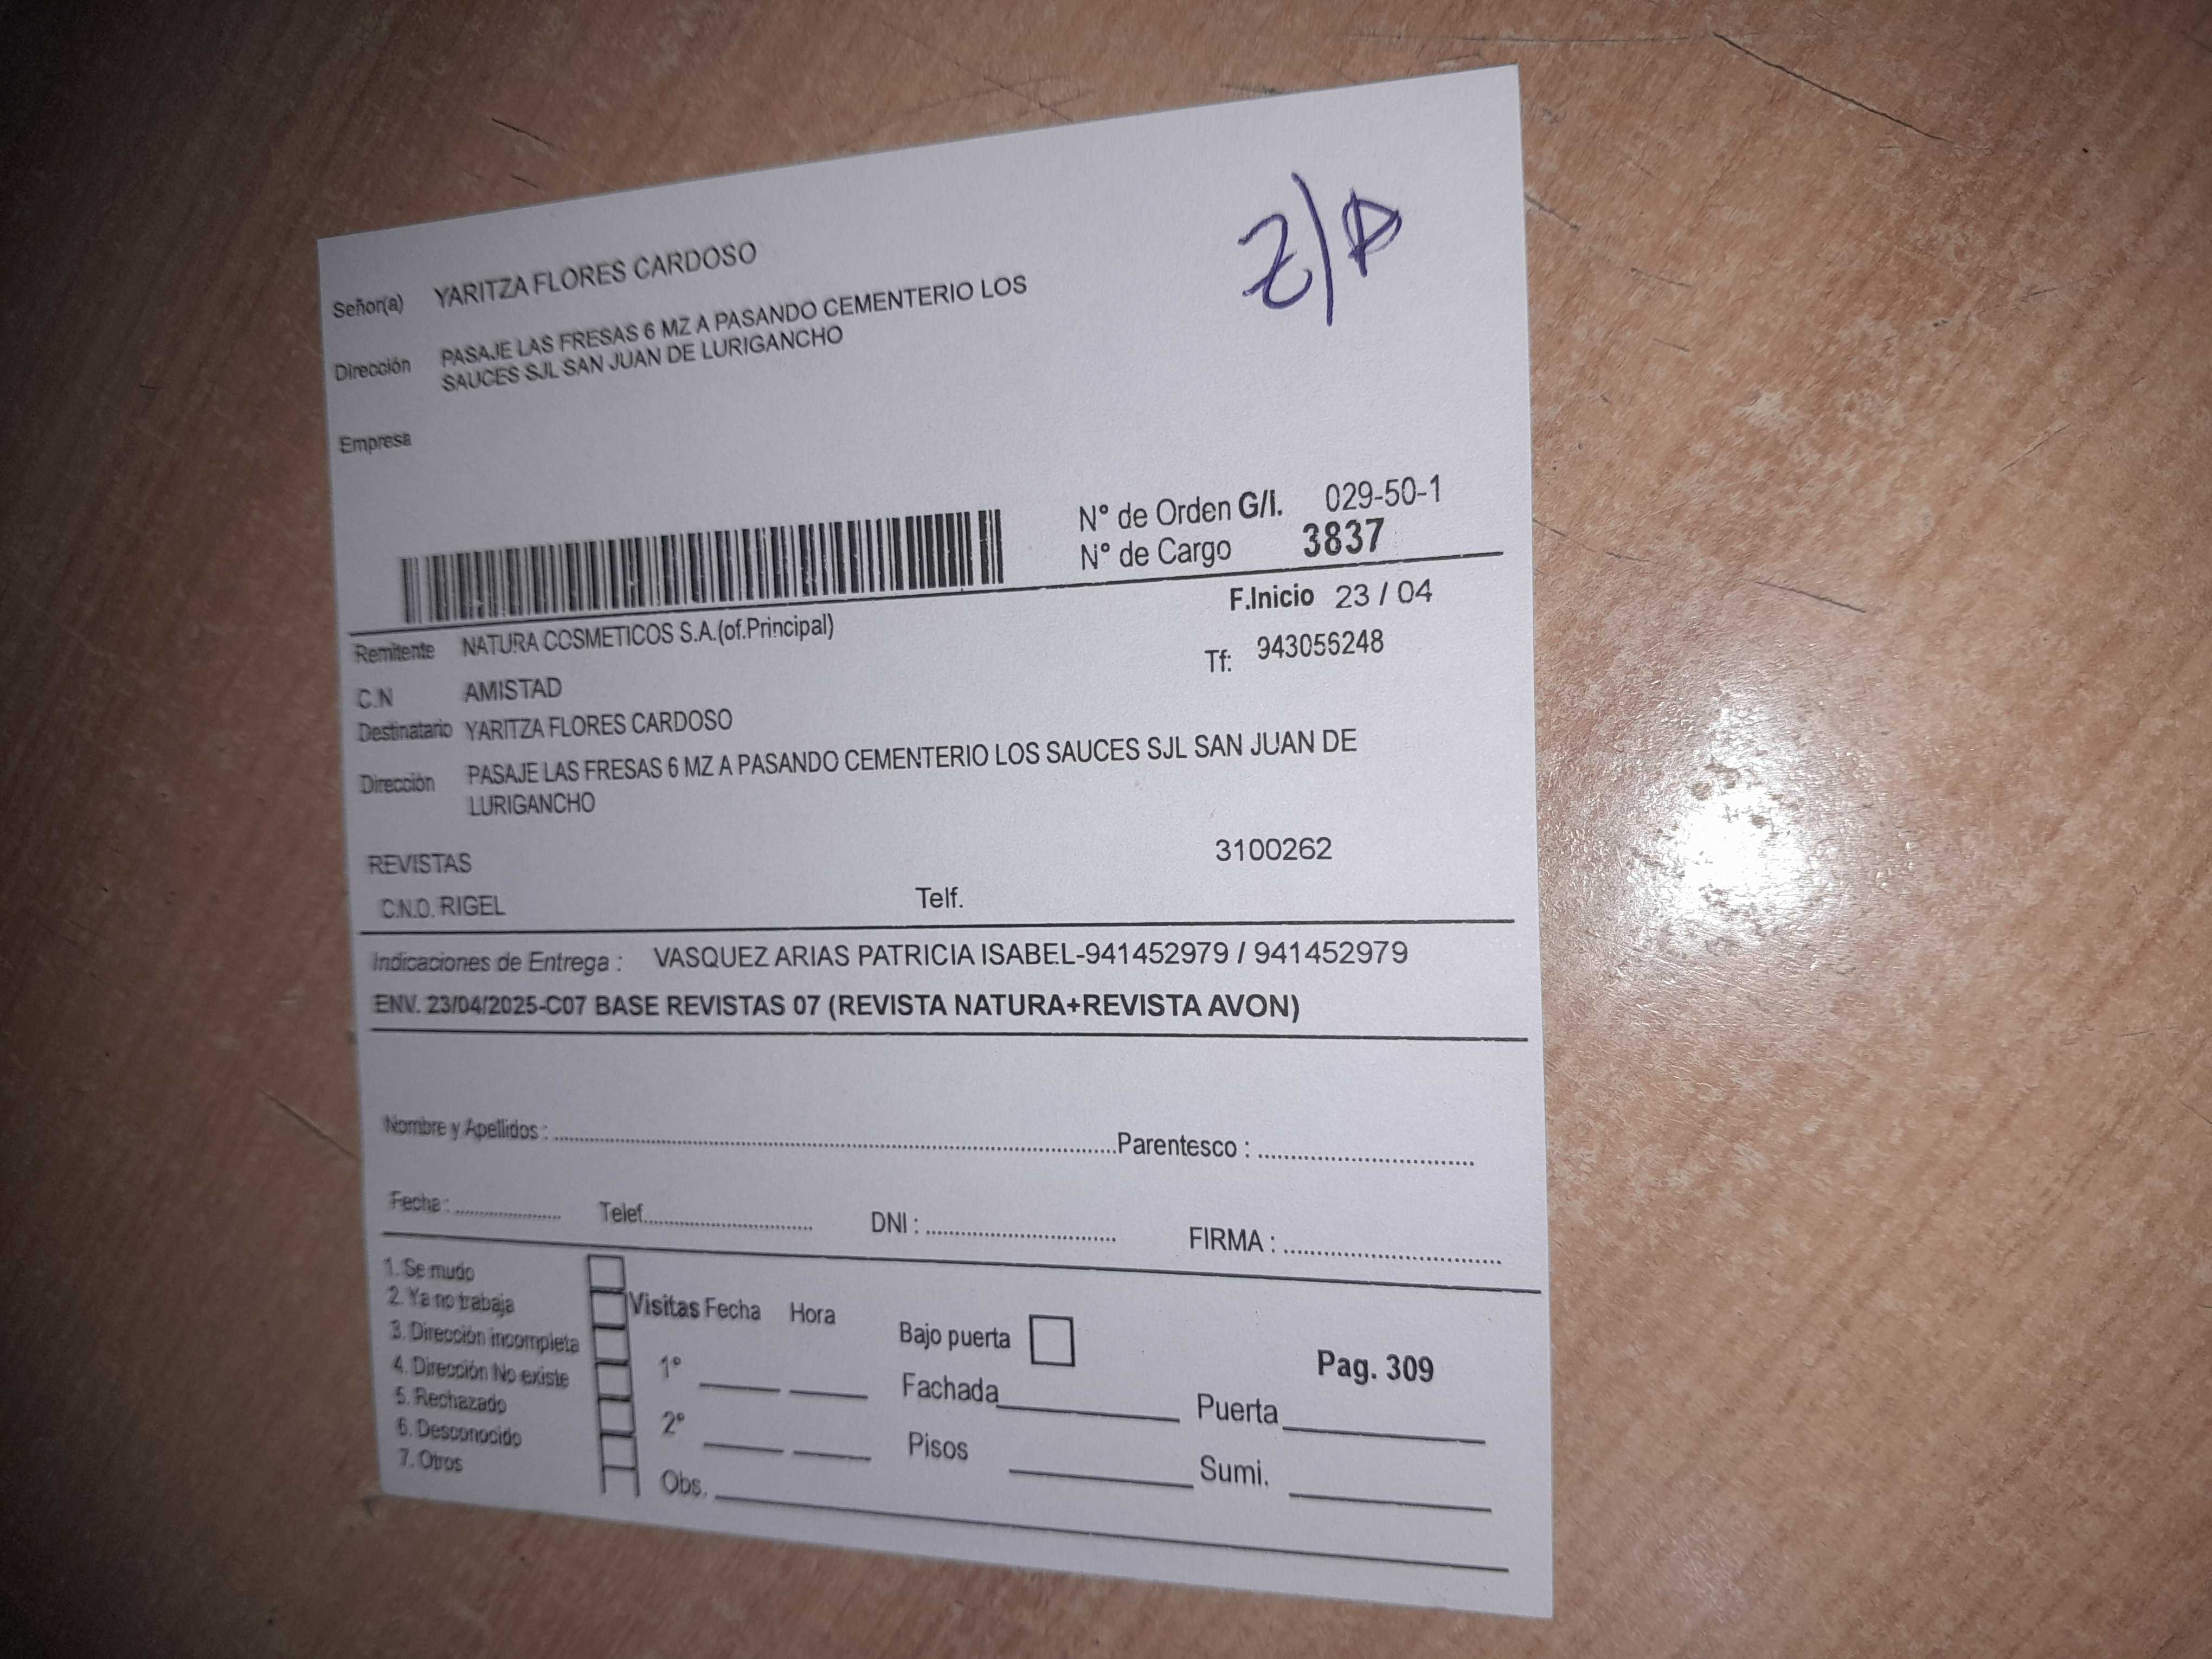 Z/P
Señor(a) YARITZA FLORES CARDOSO
Dirección PASAJE LAS FRESAS 6 MZ A PASANDO CEMENTERIO LOS
SAUCES SJL SAN JUAN DE LURIGANCHO
Empresa
N° de Orden G/I. 029-50-1
N° de Cargo 3837
F.Inicio 23 / 04
Remitente NATURA COSMETICOS S.A.(of.Principal)
Tf: 943056248
C.N AMISTAD
Destinatario YARITZA FLORES CARDOSO
Dirección PASAJE LAS FRESAS 6 MZ A PASANDO CEMENTERIO LOS SAUCES SJL SAN JUAN DE
LURIGANCHO
REVISTAS 3100262
C.N.O. RIGEL Telf.
Indicaciones de Entrega : VASQUEZ ARIAS PATRICIA ISABEL-941452979 / 941452979
ENV. 23/04/2025-C07 BASE REVISTAS 07 (REVISTA NATURA+REVISTA AVON)
Nombre y Apellidos : Parentesco :
Fecha : Telef. DNI : FIRMA :
1. Se mudo
2. Ya no trabaja
3. Dirección incompleta
4. Dirección No existe
5. Rechazado
6. Desconocido
7. Otros
Visitas Fecha Hora
1°
2°
Obs.
Bajo puerta
Pag. 309
Fachada Puerta
Pisos Sumi.